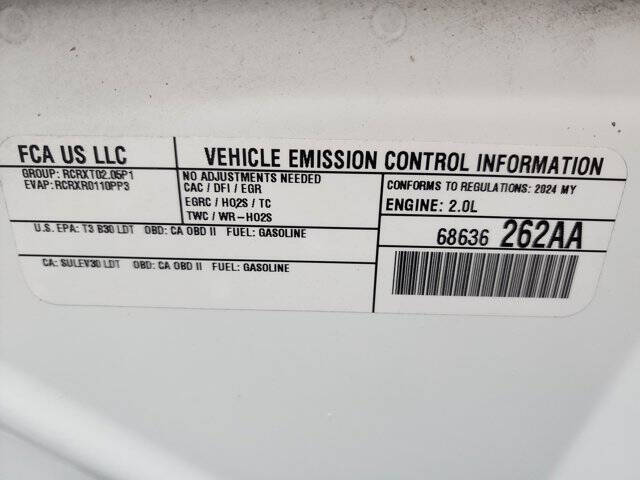 FCA US LLC
GROUP: RCRXT02.05P1
EVAP: RCRXR0110PP3
VEHICLE EMISSION CONTROL INFORMATION
NO ADJUSTMENTS NEEDED
CAC / DFI / EGR
EGRC / HO2S / TC
TWC / WR-HO2S
CONFORMS TO REGULATIONS: 2024 MY
ENGINE: 2.0L
U.S. EPA: T3 B30 LDT OBD: CA OBD II FUEL: GASOLINE
68636 262AA
CA: SULEV30 LDT OBD: CA OBD II FUEL: GASOLINE